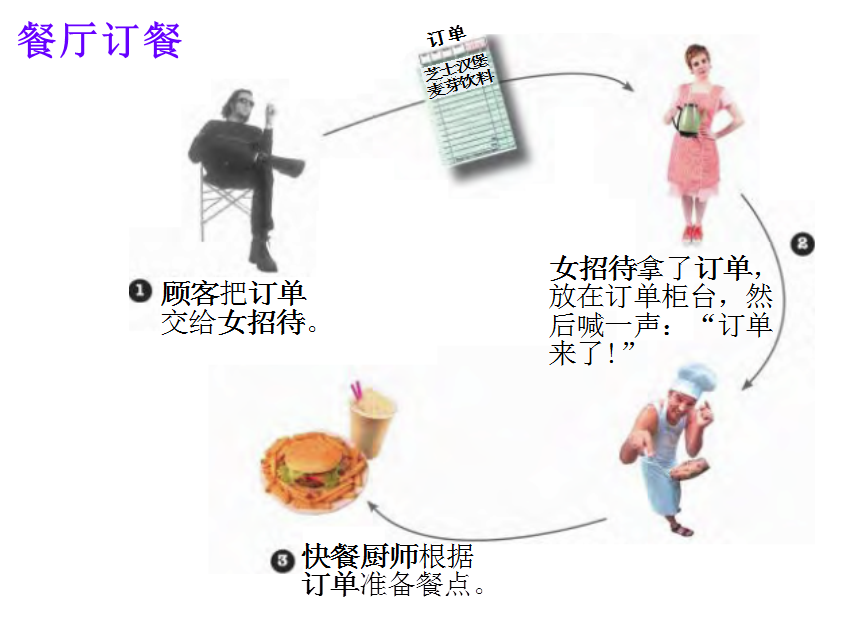 餐厅订餐
订单
芝士汉堡
麦芽饮料
1 顾客把订单
交给女招待。
2
女招待拿了订单，
放在订单柜台，然
后喊一声：“订单
来了!”
3 快餐厨师根据
订单准备餐点。